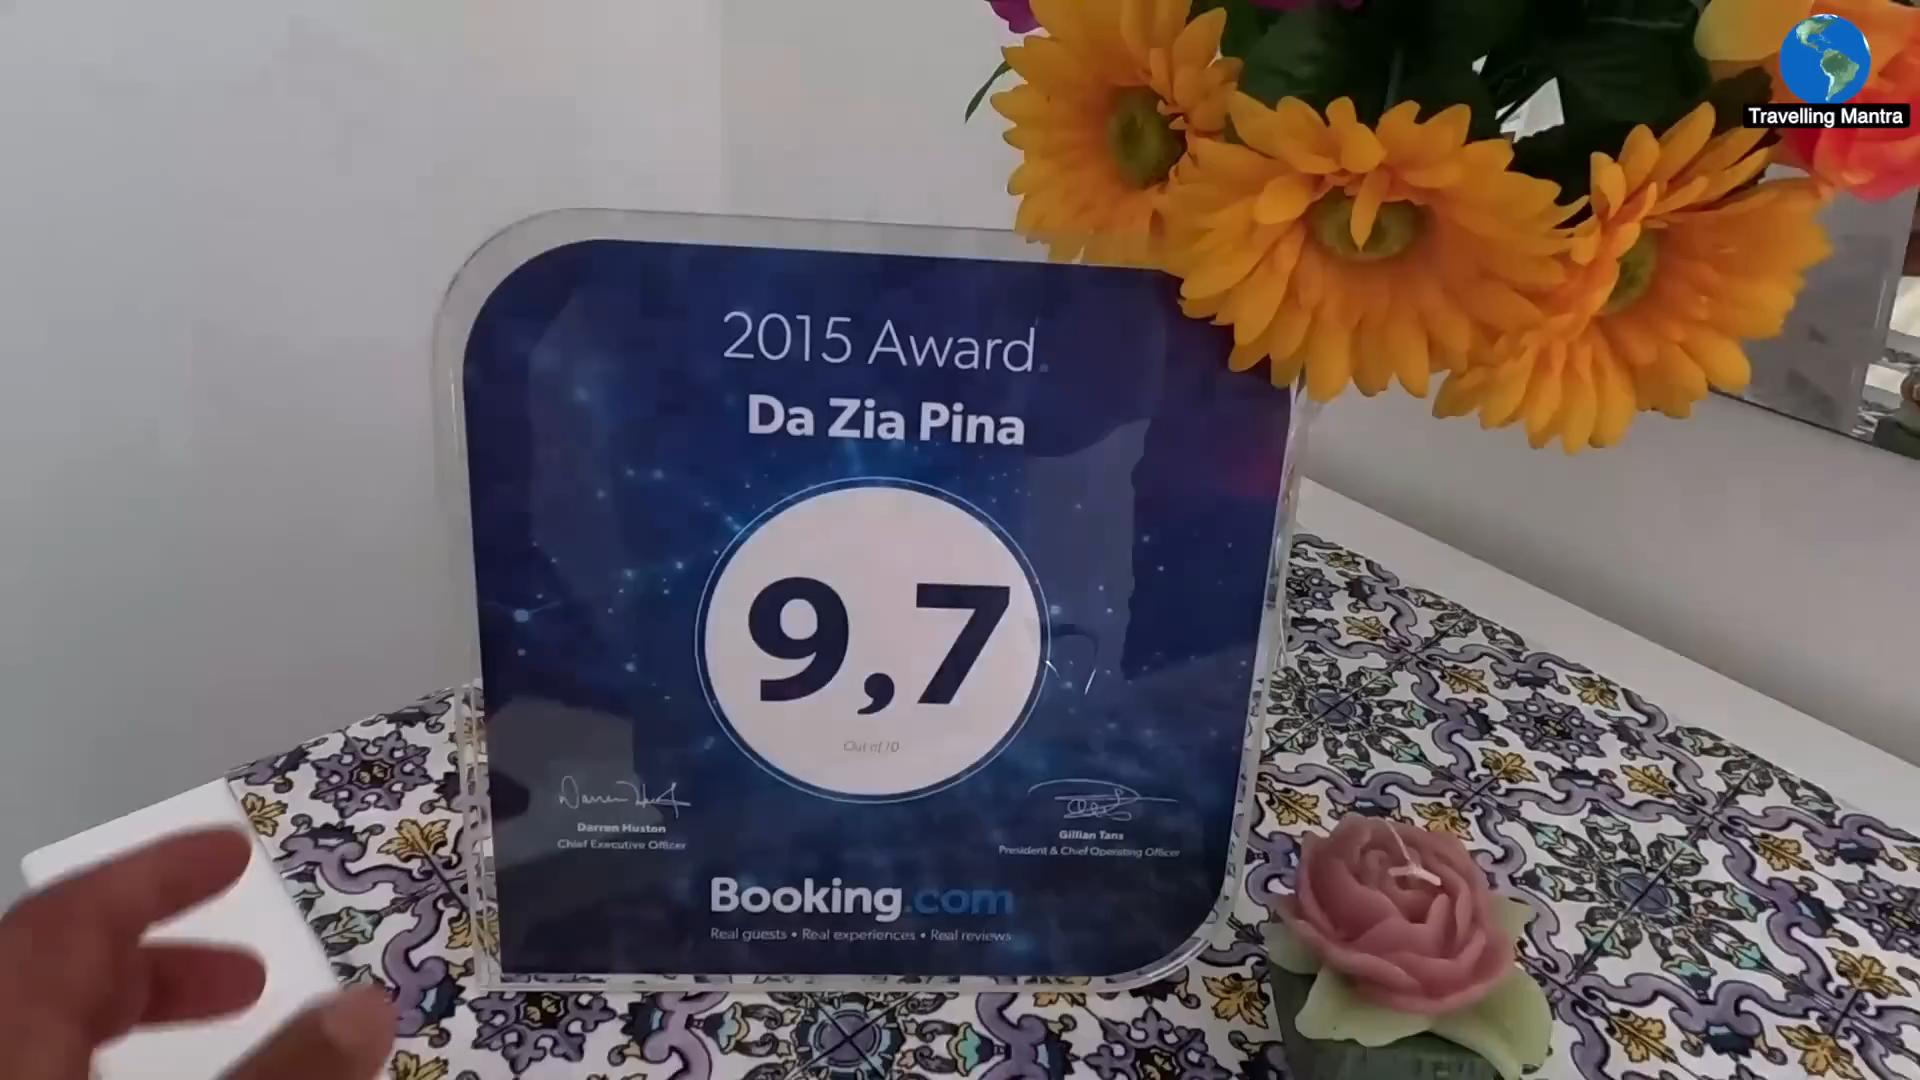 Travelling Mantra
2015 Award.
Da Zia Pina
9,7
Out of 10
Darren Huston
Chief Executive Officer
Gillian Tans
President & Chief Operating Officer
Booking.com
Real guests • Real experiences • Real reviews